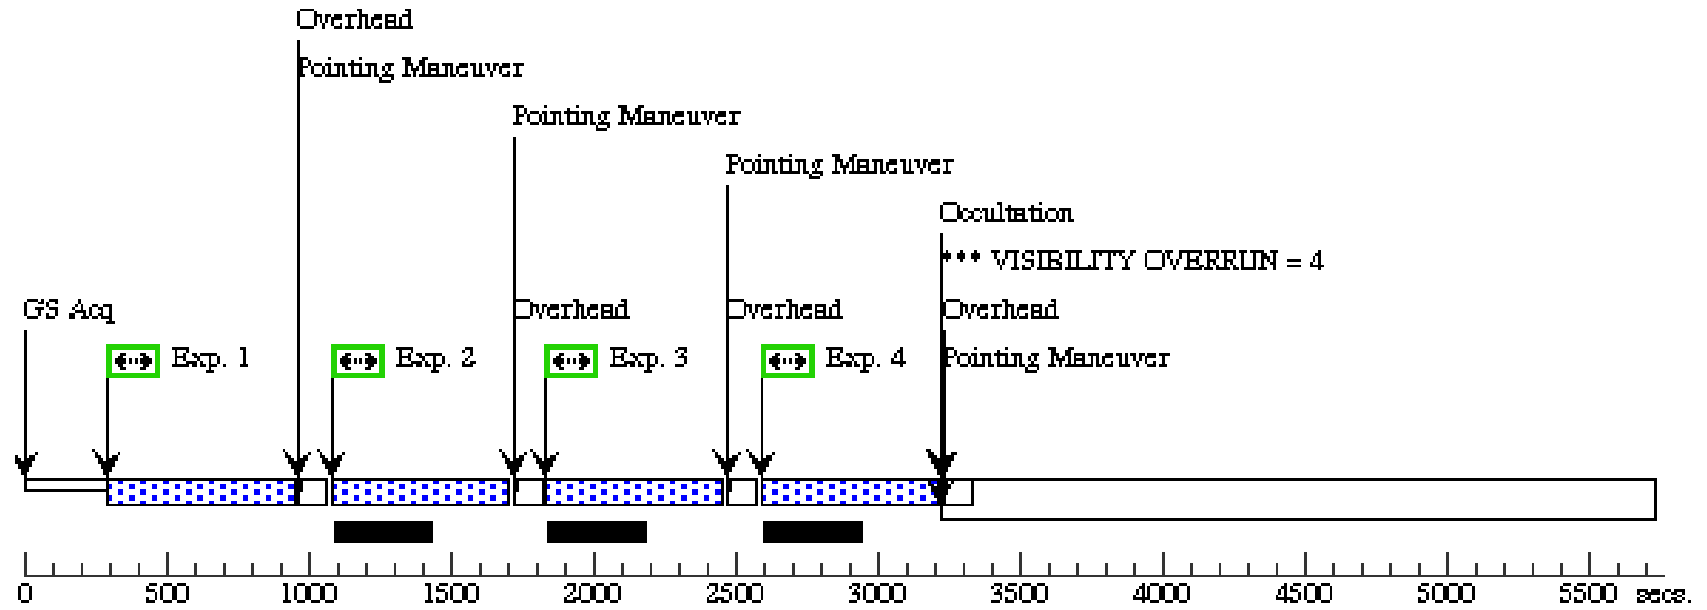 Overhead
Pointing Maneuver
Pointing Maneuver
Pointing Maneuver
Occultation
*** VISIBILITY OVERRUN = 4
GS Acq
Overhead
Overhead
Overhead
Exp. 1
Exp. 2
Exp. 3
Exp. 4
Pointing Maneuver
0 500 1000 1500 2000 2500 3000 3500 4000 4500 5000 5500 secs.